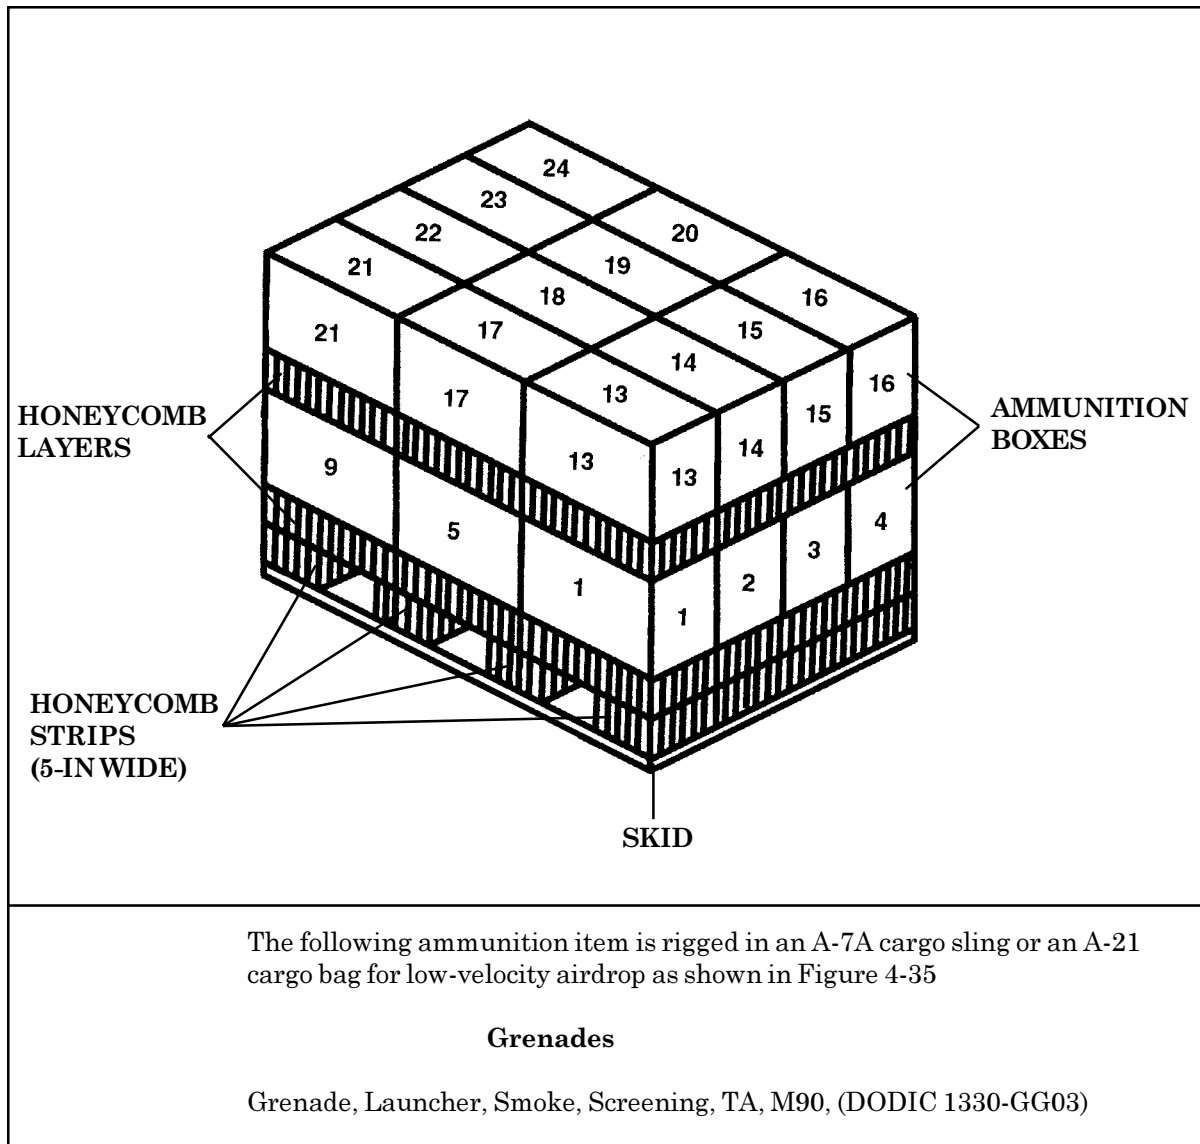 24
23
20
22
19
16
21
18
15
17
14
13
21
17
13
13
14
15
16
HONEYCOMB
LAYERS
AMMUNITION
BOXES
9
5
1
1
2
3
4
HONEYCOMB
STRIPS
(5-IN WIDE)
SKID
The following ammunition item is rigged in an A-7A cargo sling or an A-21
cargo bag for low-velocity airdrop as shown in Figure 4-35
Grenades
Grenade, Launcher, Smoke, Screening, TA, M90, (DODIC 1330-GG03)